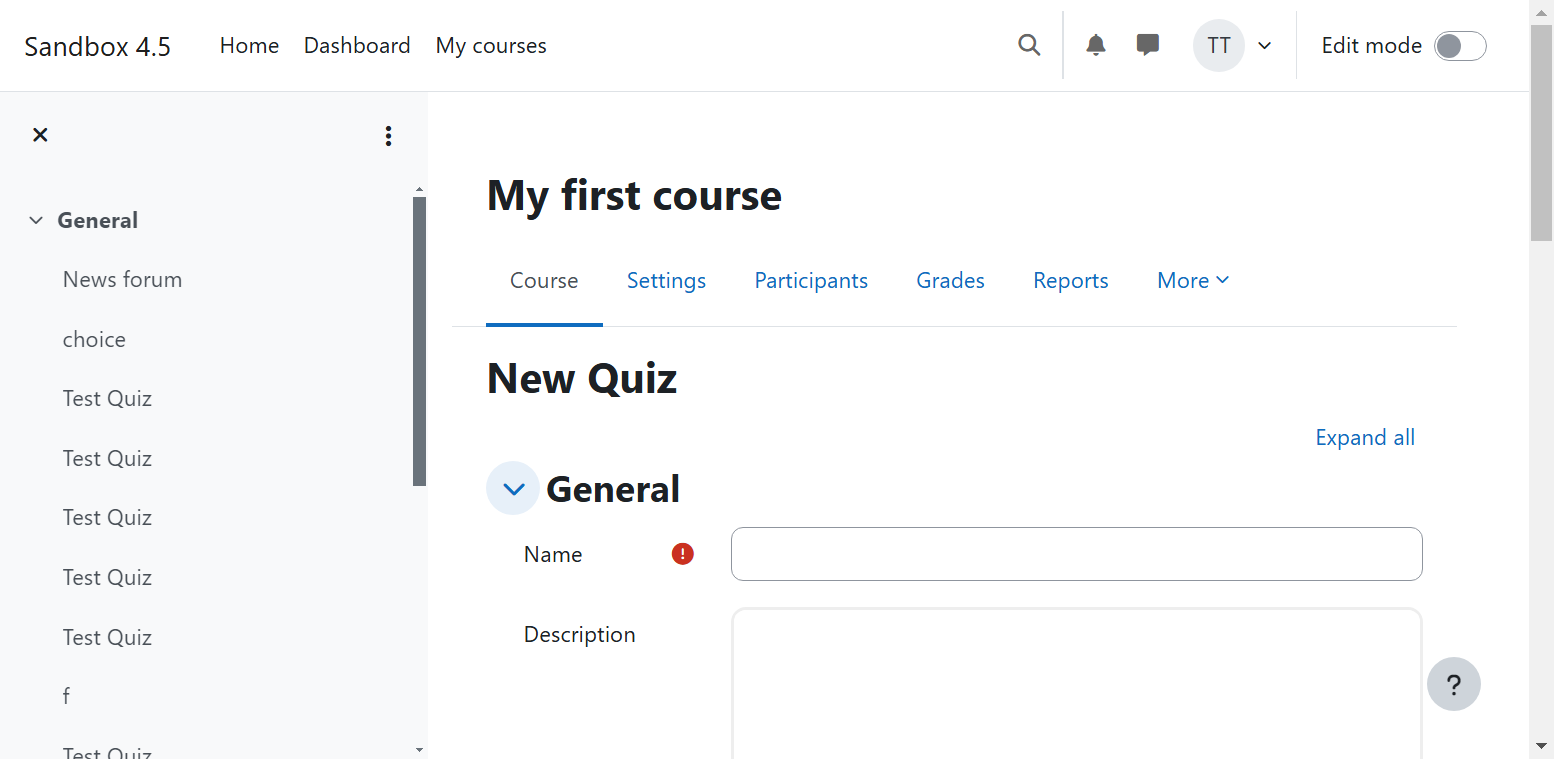 Sandbox 4.5 Home Dashboard My courses TT Edit mode
General
News forum
choice
Test Quiz
Test Quiz
Test Quiz
Test Quiz
Test Quiz
f
Test Quiz
My first course
Course Settings Participants Grades Reports More
New Quiz
Expand all
General
Name
Description
?